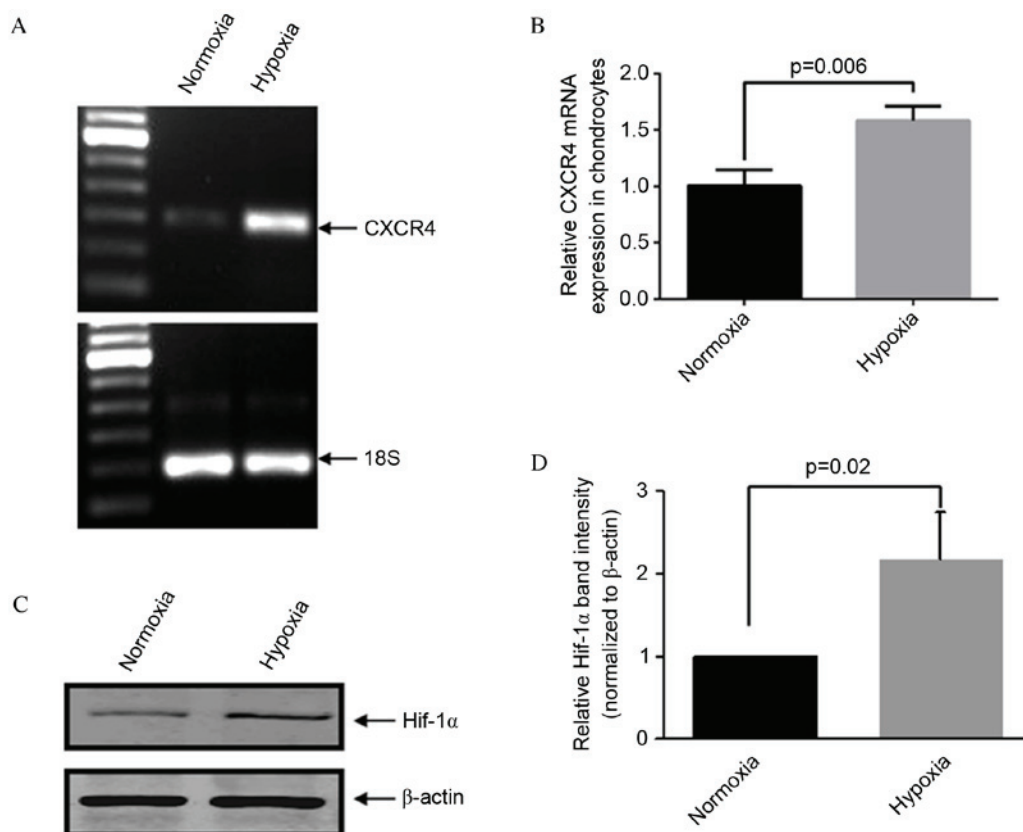 A
Normoxia
Hypoxia
CXCR4
18S
B
p=0.006
Relative CXCR4 mRNA
expression in chondrocytes
2.0
1.5
1.0
0.5
0.0
Normoxia
Hypoxia
C
Normoxia
Hypoxia
Hif-1α
β-actin
D
p=0.02
Relative Hif-1α band intensity
(normalized to β-actin)
3
2
1
0
Normoxia
Hypoxia